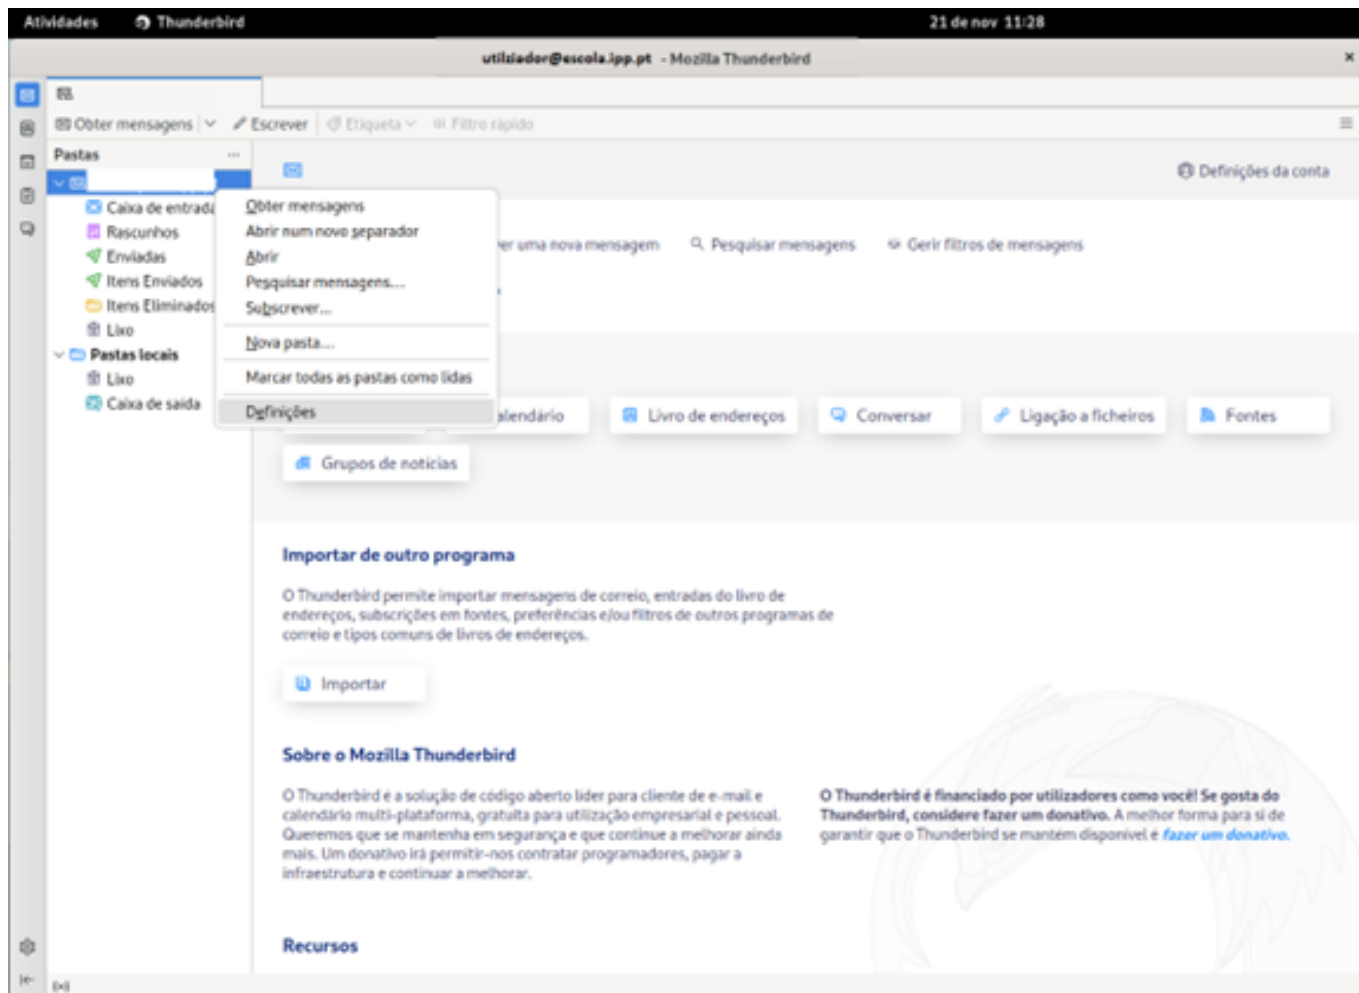 Atividades Thunderbird 21 de nov 11:28
utilziador@escola.ipp.pt - Mozilla Thunderbird
Obter mensagens Escrever Etiqueta Filtro rápido
Pastas
Definições da conta
Caixa de entrada
Rascunhos
Enviadas
Itens Enviados
Itens Eliminados
Lixo
Pastas locais
Lixo
Caixa de saída
Obter mensagens
Abrir num novo separador
Abrir
Pesquisar mensagens...
Subscrever...
Nova pasta...
Marcar todas as pastas como lidas
Definições
er uma nova mensagem Pesquisar mensagens Gerir filtros de mensagens
alendário Livro de endereços Conversar Ligação a ficheiros Fontes
Grupos de notícias
Importar de outro programa
O Thunderbird permite importar mensagens de correio, entradas do livro de
endereços, subscrições em fontes, preferências e/ou filtros de outros programas de
correio e tipos comuns de livros de endereços.
Importar
Sobre o Mozilla Thunderbird
O Thunderbird é a solução de código aberto líder para cliente de e-mail e
calendário multi-plataforma, gratuita para utilização empresarial e pessoal.
Queremos que se mantenha em segurança e que continue a melhorar ainda
mais. Um donativo irá permitir-nos contratar programadores, pagar a
infraestrutura e continuar a melhorar.
O Thunderbird é financiado por utilizadores como você! Se gosta do
Thunderbird, considere fazer um donativo. A melhor forma para si de
garantir que o Thunderbird se mantém disponível é fazer um donativo.
Recursos